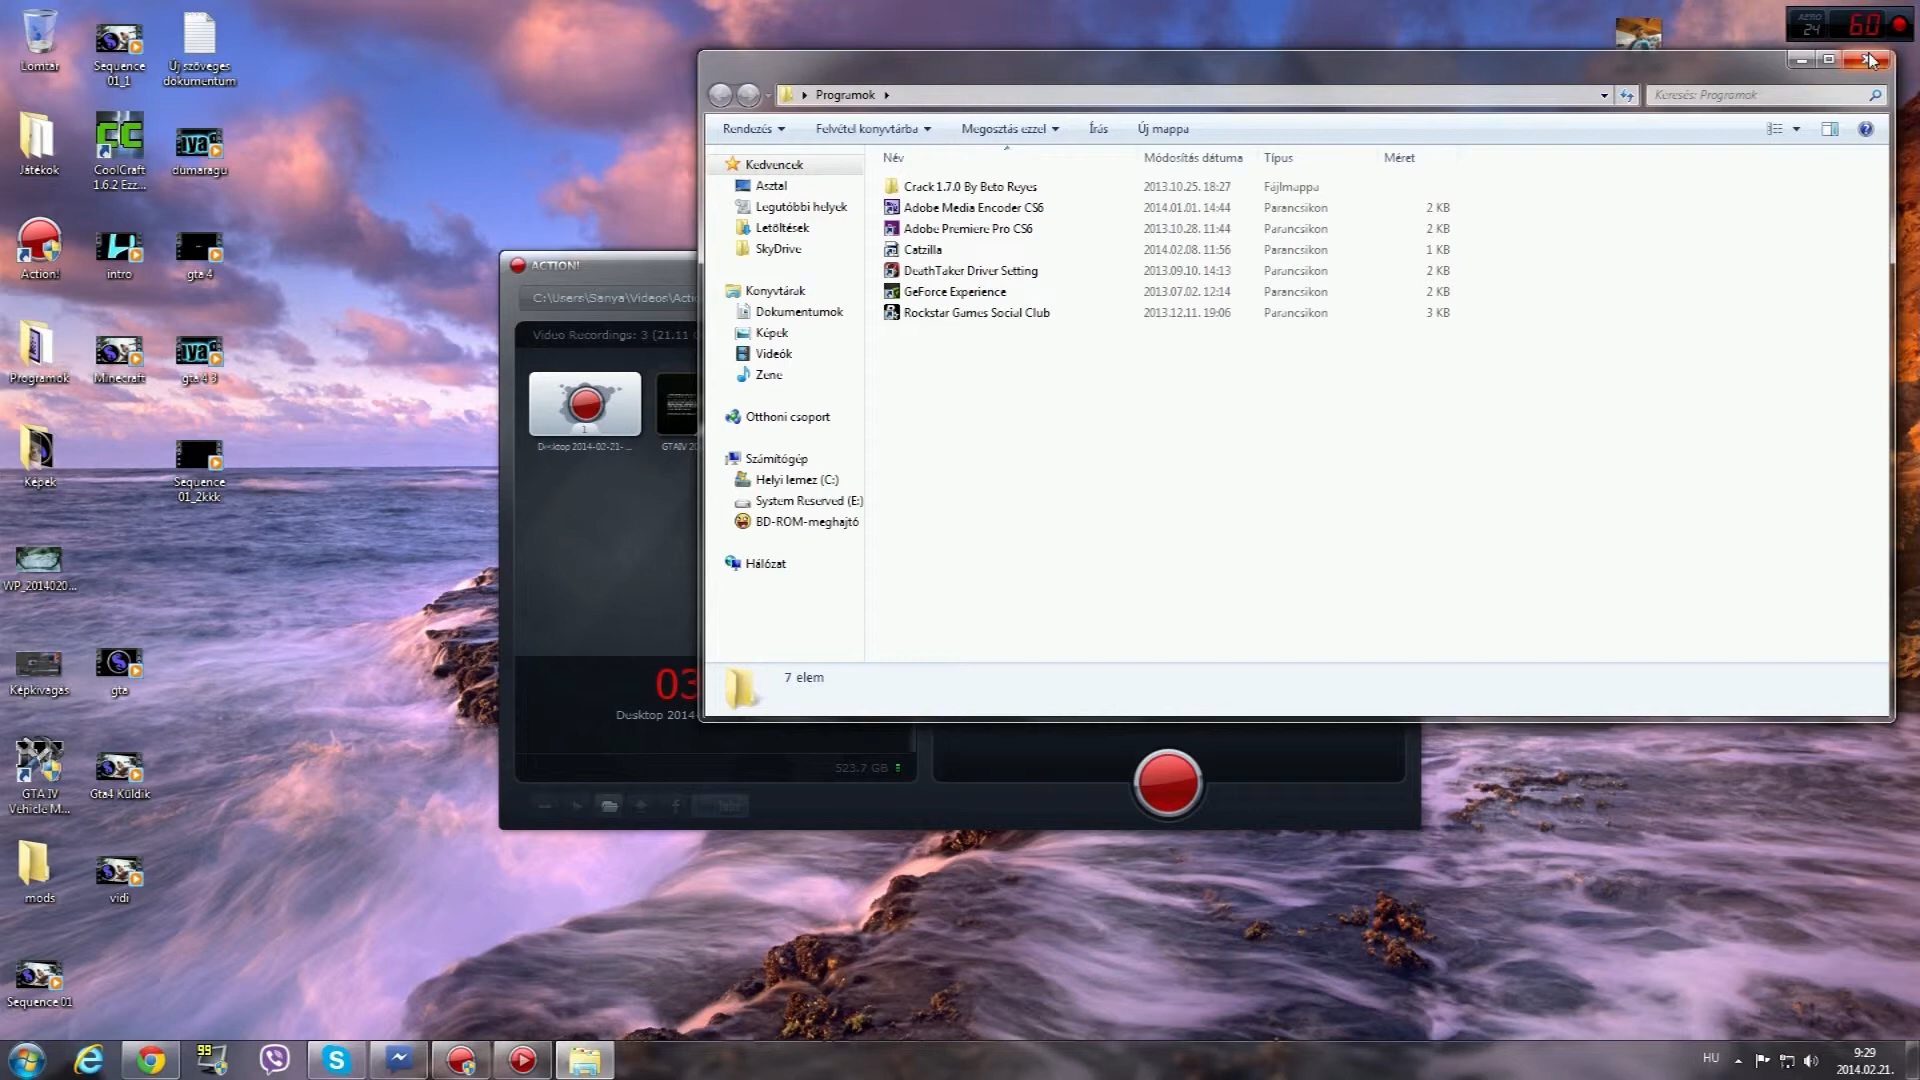 Lomtár
Sequence
01_1
Új szöveges
dokumentum
Játékok
CoolCraft
1.6.2 Ezz...
dumaragu
Action!
intro
gta 4
Programok
Minecraft
gta 4 3
Képek
Sequence
01_2kkk
WP_2014020...
Képkivágás
gta
GTA IV
Vehicle M...
Gta4 Küldik
mods
vidi
Sequence 01
AERO
24
60
Programok
Keresés: Programok
Rendezés
Felvétel könyvtárba
Megosztás ezzel
Írás
Új mappa
Név
Módosítás dátuma
Típus
Méret
Crack 1.7.0 By Beto Reyes 2013.10.25. 18:27 Fájlmappa
Adobe Media Encoder CS6 2014.01.01. 14:44 Parancsikon 2 KB
Adobe Premiere Pro CS6 2013.10.28. 11:44 Parancsikon 2 KB
Catzilla 2014.02.08. 11:56 Parancsikon 1 KB
DeathTaker Driver Setting 2013.09.10. 14:13 Parancsikon 2 KB
GeForce Experience 2013.07.02. 12:14 Parancsikon 2 KB
Rockstar Games Social Club 2013.12.11. 19:06 Parancsikon 3 KB
Kedvencek
Asztal
Legutóbbi helyek
Letöltések
SkyDrive
Könyvtárak
Dokumentumok
Képek
Videók
Zene
Otthoni csoport
Számítógép
Helyi lemez (C:)
System Reserved (E:)
BD-ROM-meghajtó
Hálózat
7 elem
ACTION!
C:\Users\Sanya\Videos\Actio
Video Recordings: 3 (21.11
1
Desktop 2014-02-21-...
GTAIV 20
03
Desktop 2014-
523.7 GB
99
HU
9:29
2014.02.21.